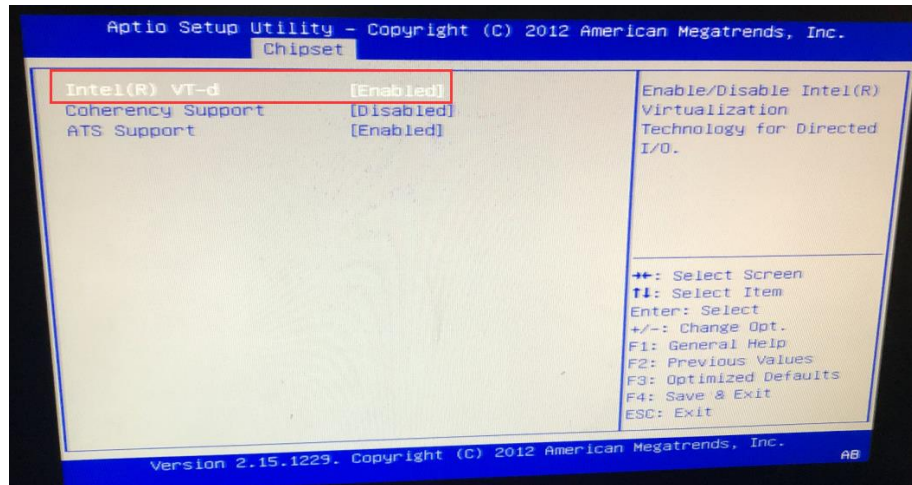 Aptio Setup Utility – Copyright (C) 2012 American Megatrends, Inc.
Chipset
Intel(R) VT-d [Enabled]
Coherency Support [Disabled]
ATS Support [Enabled]
Enable/Disable Intel(R)
Virtualization
Technology for Directed
I/O.
→←: Select Screen
↑↓: Select Item
Enter: Select
+/-: Change Opt.
F1: General Help
F2: Previous Values
F3: Optimized Defaults
F4: Save & Exit
ESC: Exit
Version 2.15.1229. Copyright (C) 2012 American Megatrends, Inc.
AB